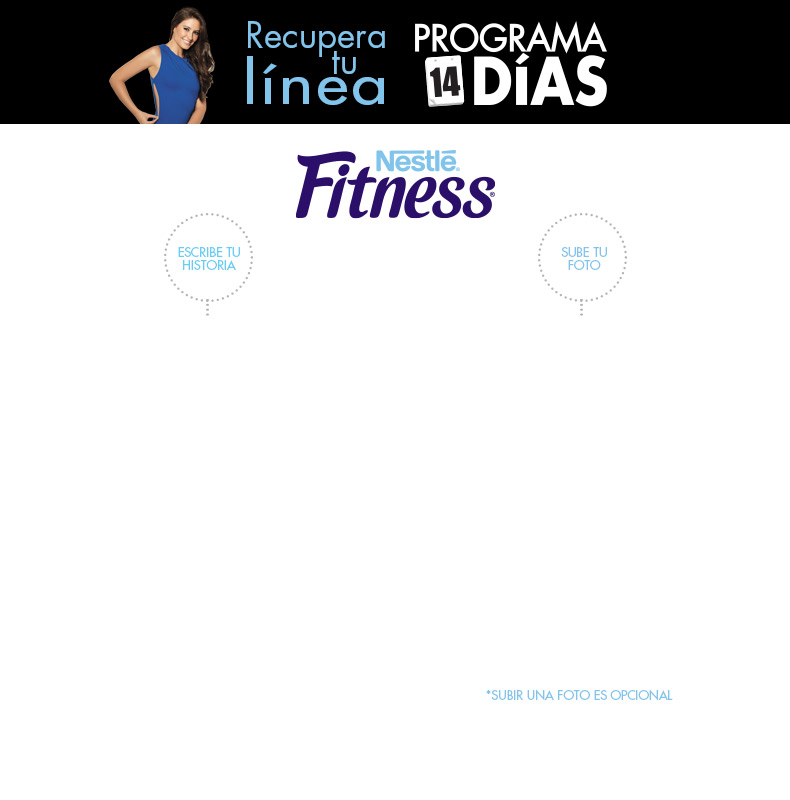 Recupera
tu
línea
PROGRAMA
14 DÍAS
Nestlé®
Fitness®
ESCRIBE TU
HISTORIA
SUBE TU
FOTO
*SUBIR UNA FOTO ES OPCIONAL